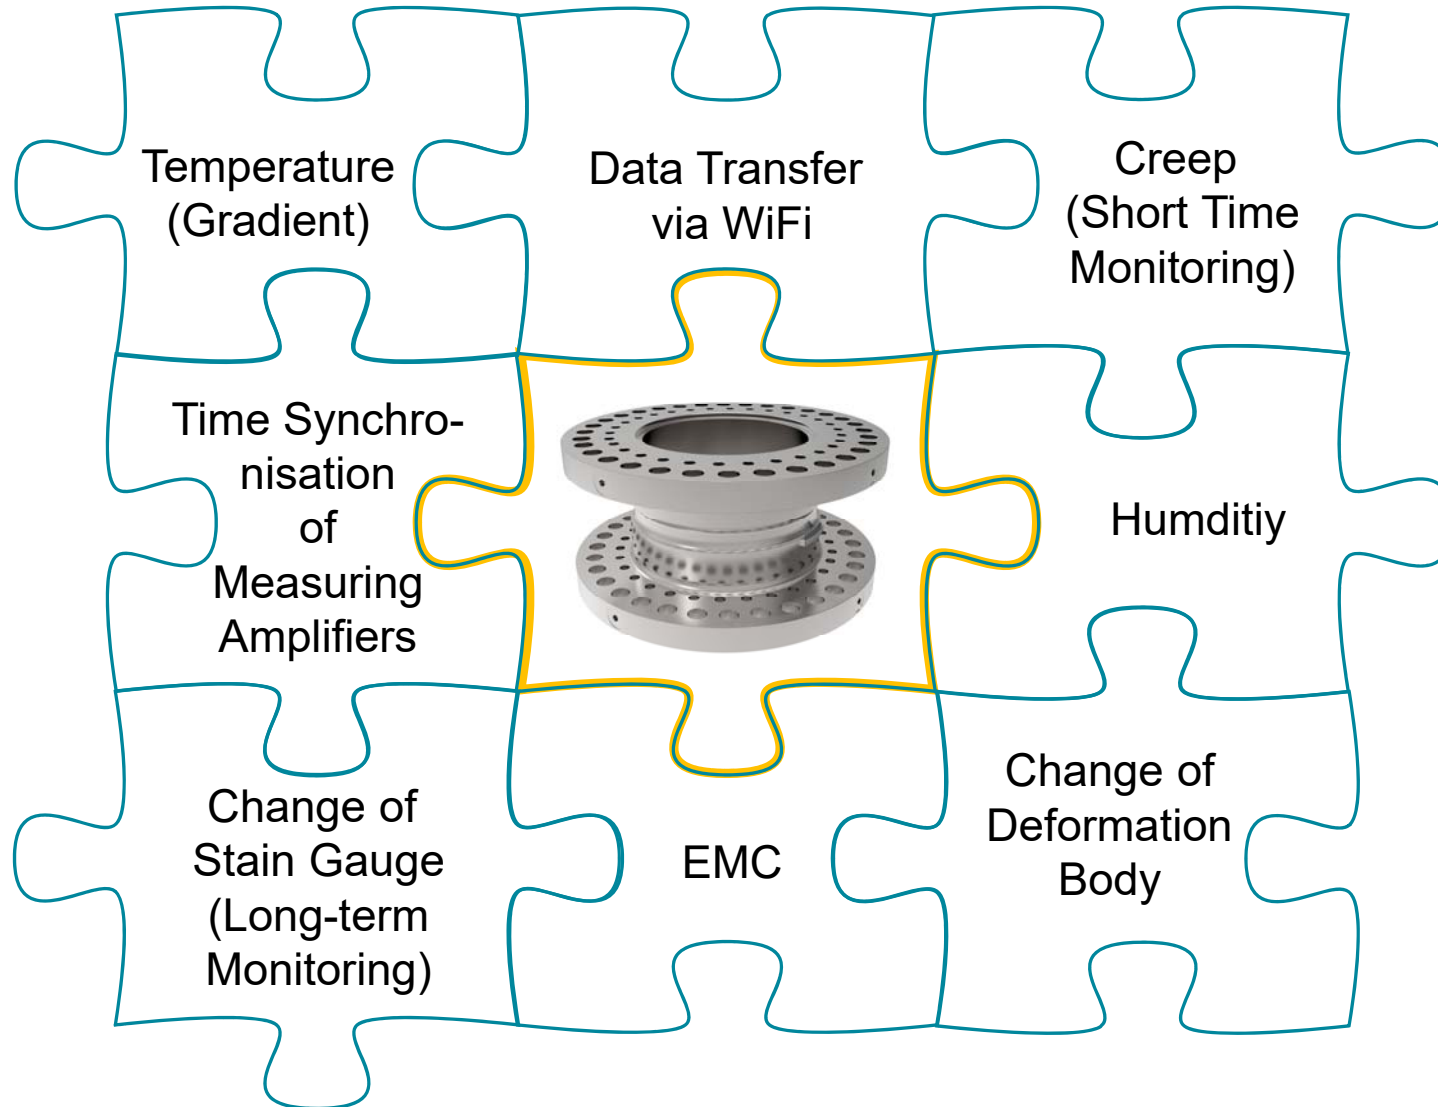 Temperature
(Gradient)
Data Transfer
via WiFi
Creep
(Short Time
Monitoring)
Time Synchro-
nisation
of
Measuring
Amplifiers
Humditiy
Change of
Stain Gauge
(Long-term
Monitoring)
EMC
Change of
Deformation
Body